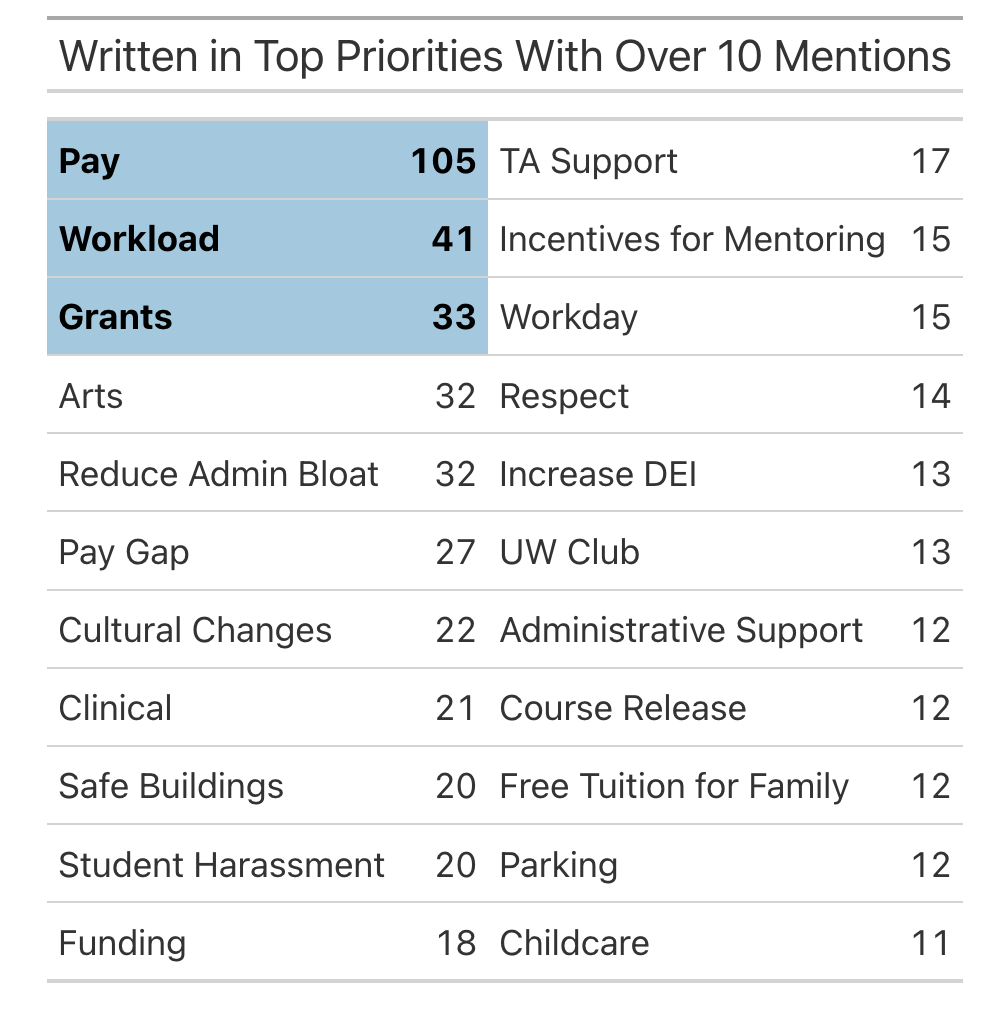 Written in Top Priorities With Over 10 Mentions
Pay 105 TA Support 17
Workload 41 Incentives for Mentoring 15
Grants 33 Workday 15
Arts 32 Respect 14
Reduce Admin Bloat 32 Increase DEI 13
Pay Gap 27 UW Club 13
Cultural Changes 22 Administrative Support 12
Clinical 21 Course Release 12
Safe Buildings 20 Free Tuition for Family 12
Student Harassment 20 Parking 12
Funding 18 Childcare 11